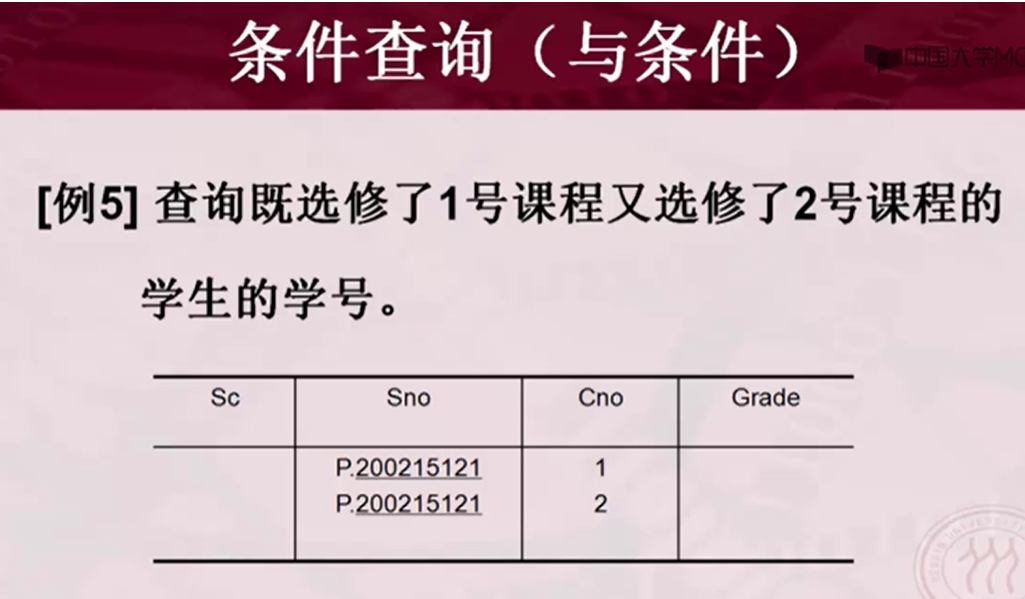 条件查询（与条件）
中国大学MO
[例5] 查询既选修了1号课程又选修了2号课程的
学生的学号。
Sc Sno Cno Grade
P.200215121 1
P.200215121 2